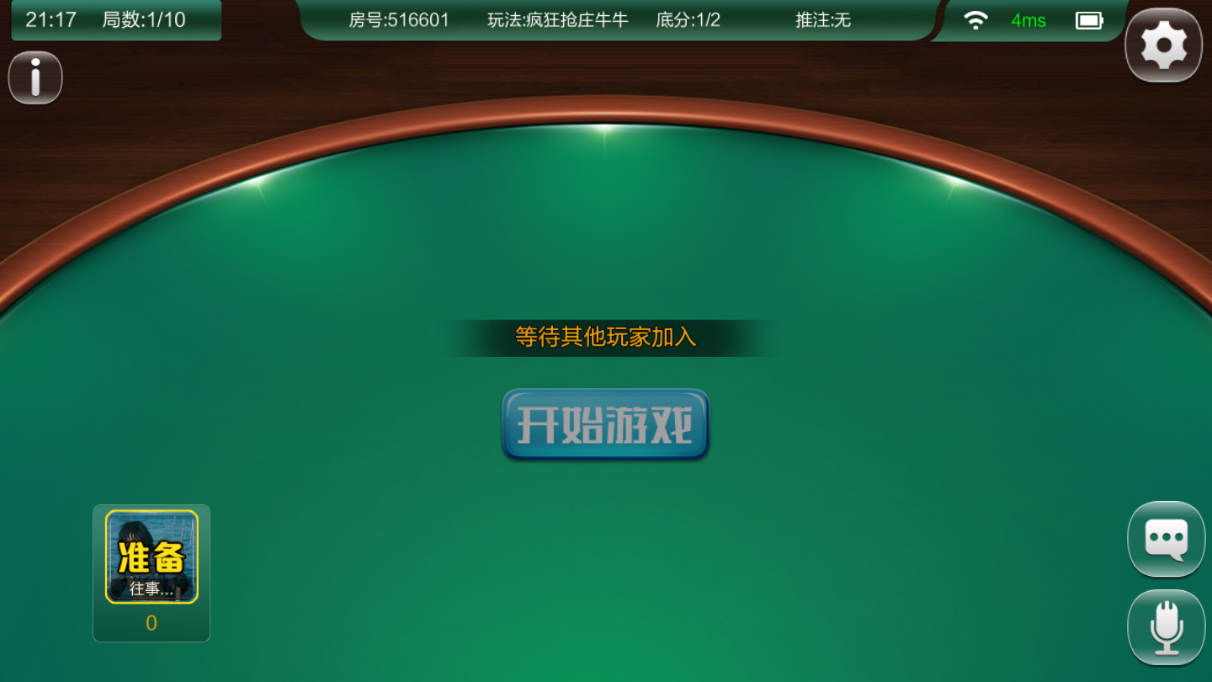 21:17 局数:1/10 房号:516601 玩法:疯狂抢庄牛牛 底分:1/2 推注:无 4ms
等待其他玩家加入
开始游戏
准备
往事...
0